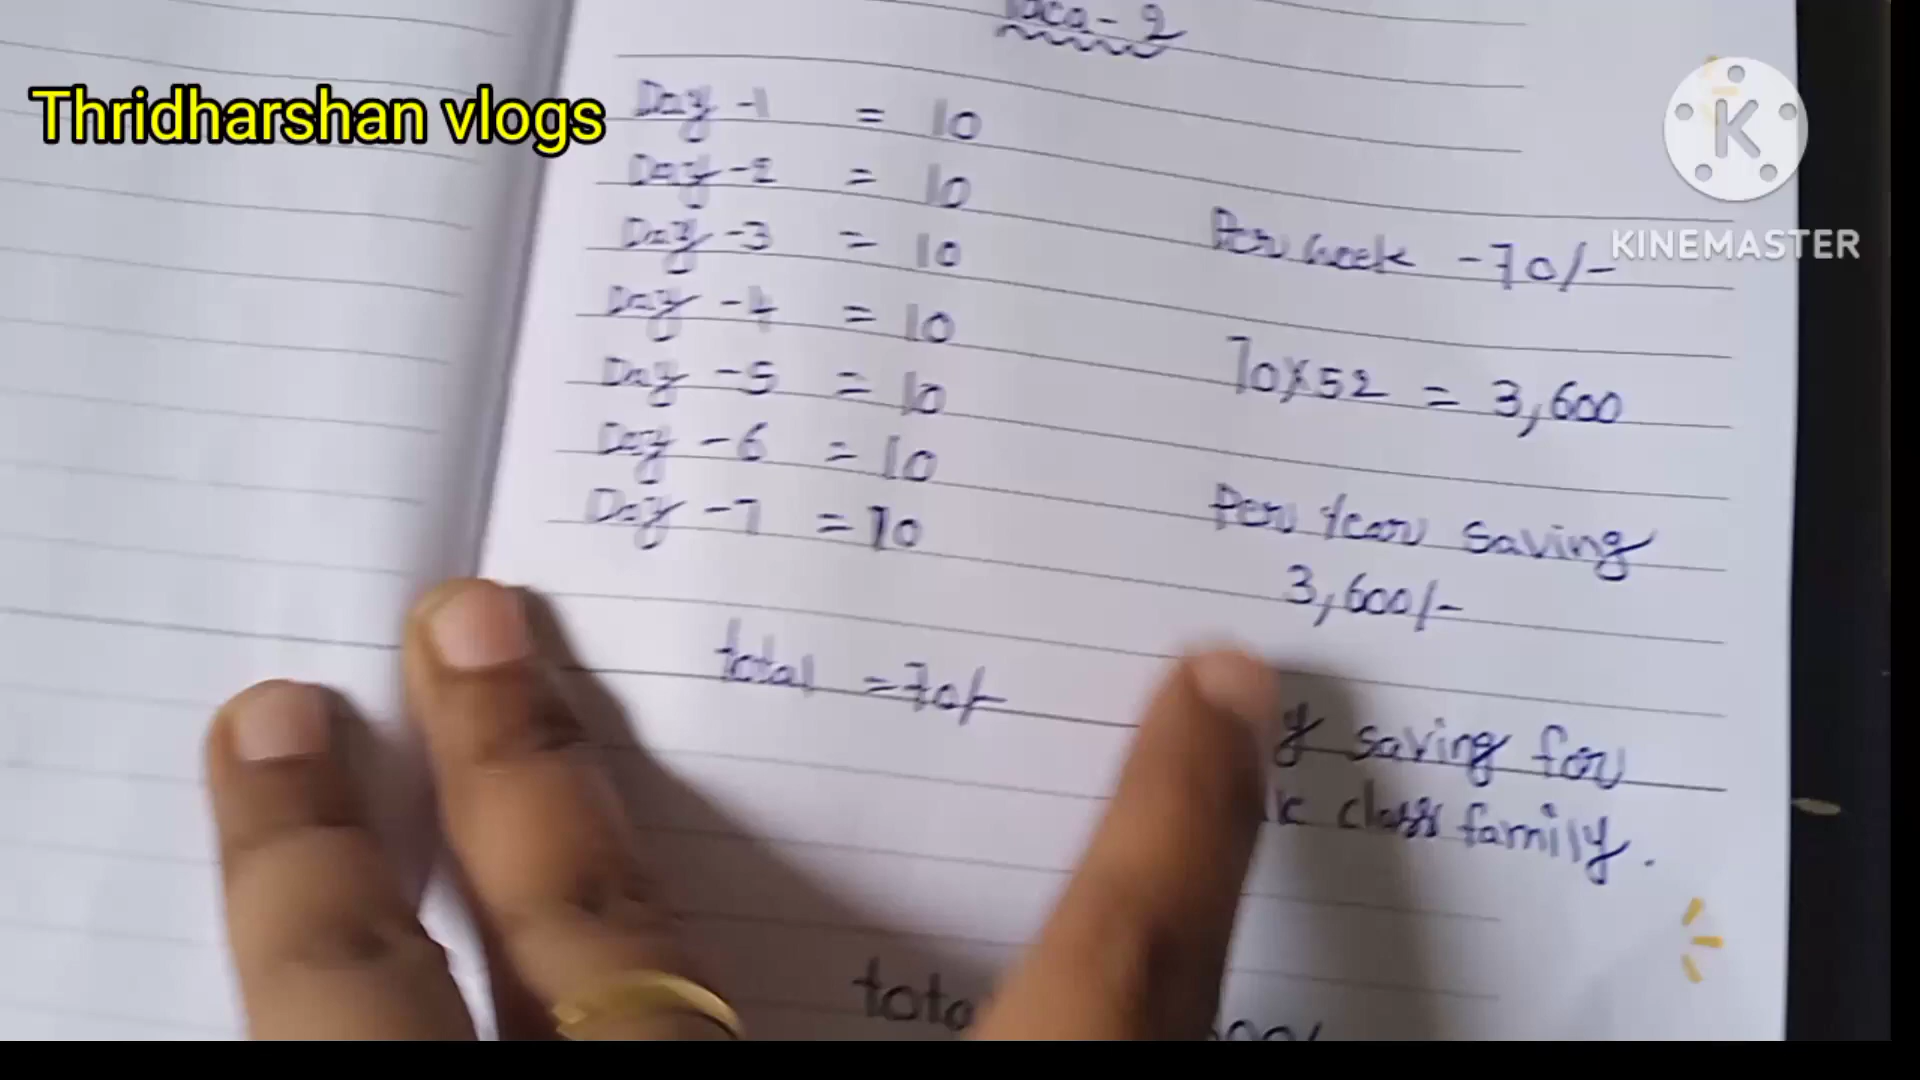 Idea - 2
Thridharshan vlogs
Day - 1 = 10
Day - 2 = 10
Day - 3 = 10
Day - 4 = 10
Day - 5 = 10
Day - 6 = 10
Day - 7 = 10
total = 70/-
K
KINEMASTER
Per week - 70/-
70x52 = 3,600
Per Year Saving
3,600/-
saving for
class family.